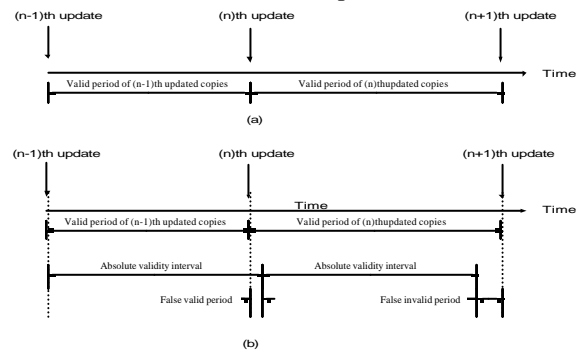 (n-1)th update (n)th update (n+1)th update
Time
Valid period of (n-1)th updated copies Valid period of (n)thupdated copies
(a)
(n-1)th update (n)th update (n+1)th update
Time Time
Valid period of (n-1)th updated copies Valid period of (n)thupdated copies
Absolute validity interval Absolute validity interval
False valid period False invalid period
(b)